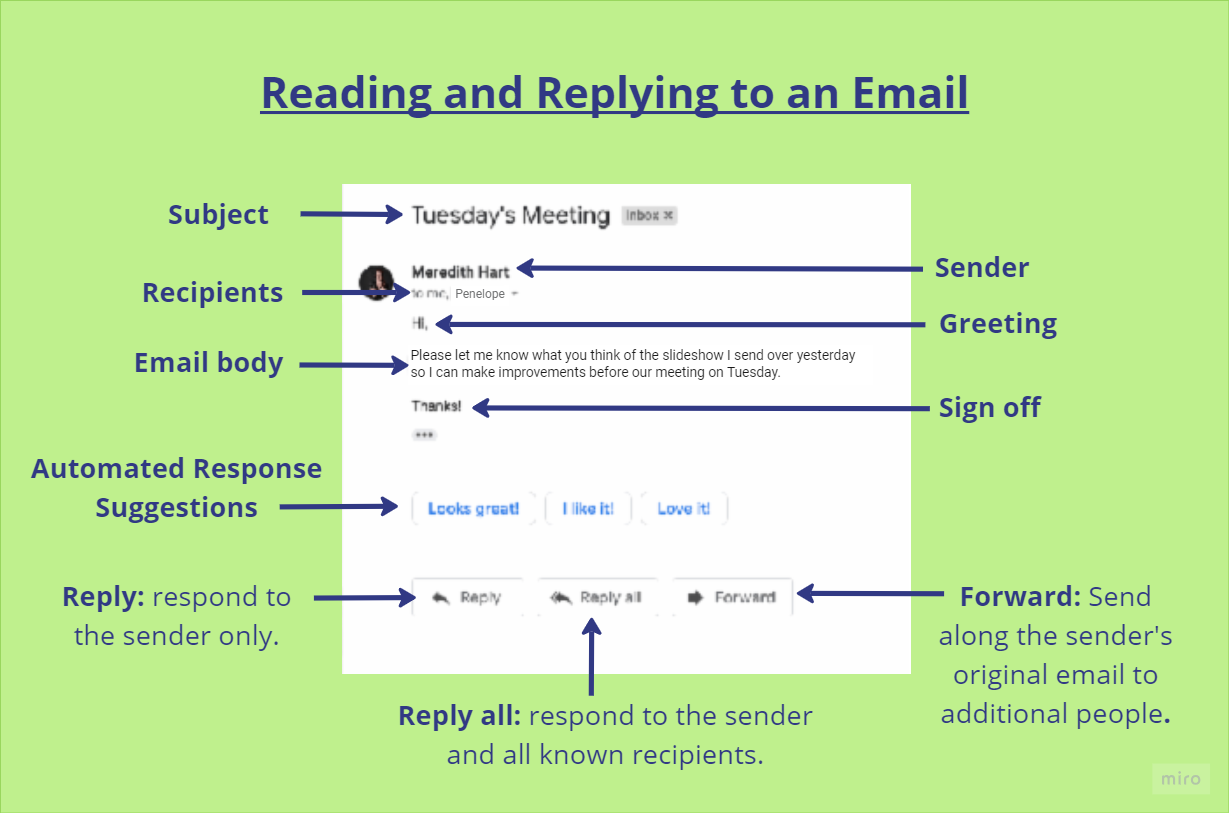 Reading and Replying to an Email
Subject
Tuesday's Meeting
Inbox ✕
Meredith Hart
Sender
Recipients
to me, Penelope
Hi,
Greeting
Email body
Please let me know what you think of the slideshow I send over yesterday
so I can make improvements before our meeting on Tuesday.
Thanks!
Sign off
Automated Response
Suggestions
Looks great!
I like it!
Love it!
Reply: respond to
the sender only.
Reply
Reply all
Forward
Forward: Send
along the sender's
original email to
additional people.
Reply all: respond to the sender
and all known recipients.
miro